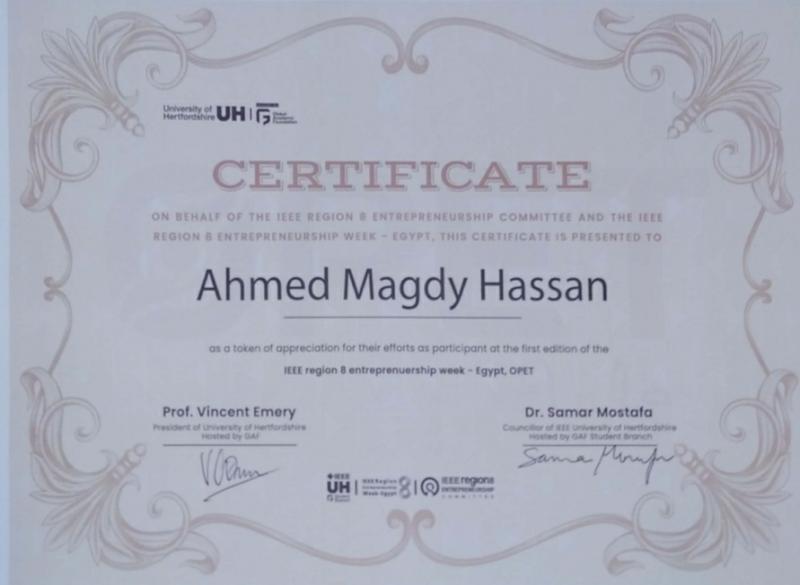 University of
Hertfordshire UH
Global
Academic
Foundation
CERTIFICATE
ON BEHALF OF THE IEEE REGION 8 ENTREPRENEURSHIP COMMITTEE AND THE IEEE
REGION 8 ENTREPRENEURSHIP WEEK - EGYPT, THIS CERTIFICATE IS PRESENTED TO
Ahmed Magdy Hassan
as a token of appreciation for their efforts as participant at the first edition of the
IEEE region 8 entreprenuership week - Egypt, OPET
Prof. Vincent Emery
President of University of Hertfordshire
Hosted by GAF
Dr. Samar Mostafa
Councillor of IEEE University of Hertfordshire
Hosted by GAF Student Branch
IEEE
UH
IEEE Region
Entrepreneurship
Week-Egypt
8
IEEE region8
ENTREPRENEURSHIP
COMMITTEE